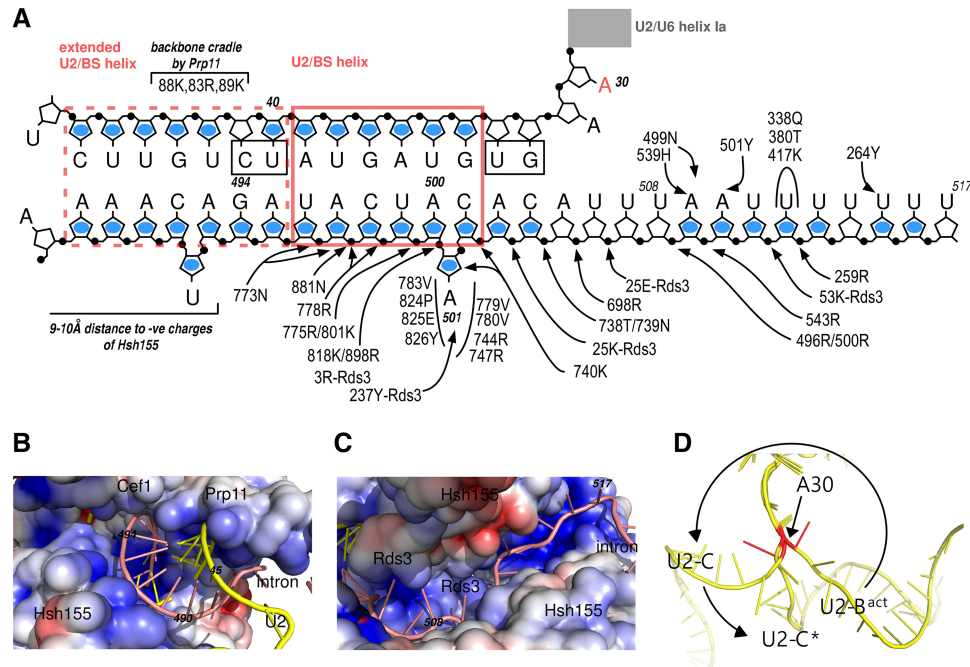 A
U2/U6 helix Ia
extended
U2/BS helix
backbone cradle
by Prp11
88K,83R,89K
U2/BS helix
40
A 30
A
U
C U U G U C U A U G A U G U G
494
500
499N
539H
501Y
338Q
380T
417K
264Y
508
517
A
A A A C A G A U A C U A C A C A U U U A A U U U U U U U
U
A
501
9-10Å distance to -ve charges
of Hsh155
773N
881N
778R
775R/801K
818K/898R
3R-Rds3
237Y-Rds3
783V
824P
825E
826Y
779V
780V
744R
747R
740K
25K-Rds3
738T/739N
698R
25E-Rds3
259R
53K-Rds3
543R
496R/500R
B
Cef1
Prp11
494
45
intron
Hsh155
490
U2
C
Hsh155
517
Rds3
intron
Rds3
508
Hsh155
D
A30
U2-C
U2-Bact
U2-C*